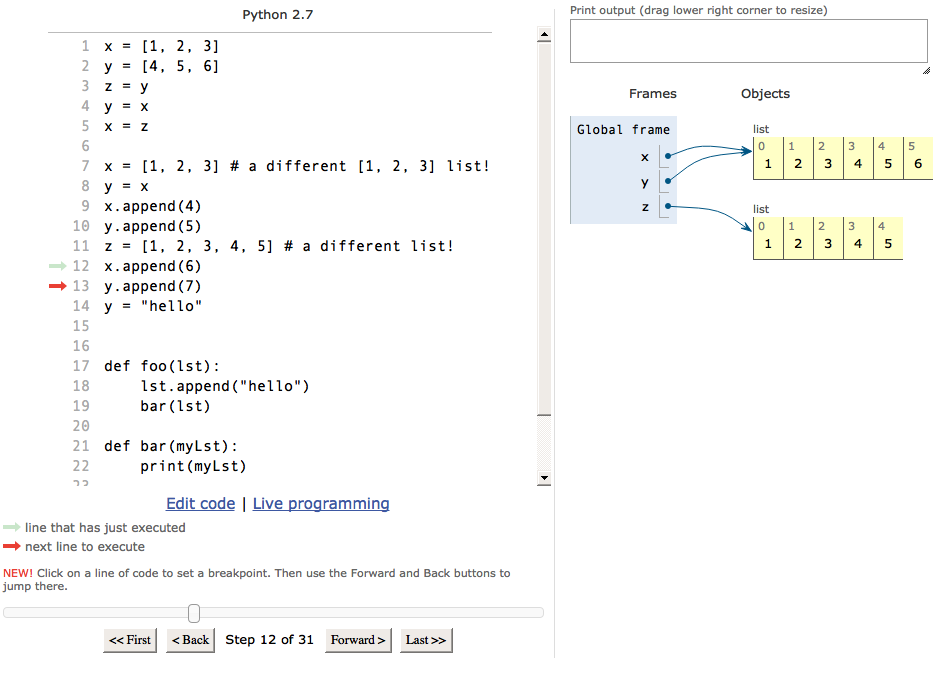 Python 2.7
1 x = [1, 2, 3]
2 y = [4, 5, 6]
3 z = y
4 y = x
5 x = z
6
7 x = [1, 2, 3] # a different [1, 2, 3] list!
8 y = x
9 x.append(4)
10 y.append(5)
11 z = [1, 2, 3, 4, 5] # a different list!
12 x.append(6)
13 y.append(7)
14 y = "hello"
15
16
17 def foo(lst):
18     lst.append("hello")
19     bar(lst)
20
21 def bar(myLst):
22     print(myLst)
23
Edit code | Live programming
line that has just executed
next line to execute
NEW! Click on a line of code to set a breakpoint. Then use the Forward and Back buttons to
jump there.
<< First < Back Step 12 of 31 Forward > Last >>
Print output (drag lower right corner to resize)
Frames Objects
Global frame
x
y
z
list
0 1 2 3 4 5
1 2 3 4 5 6
list
0 1 2 3 4
1 2 3 4 5